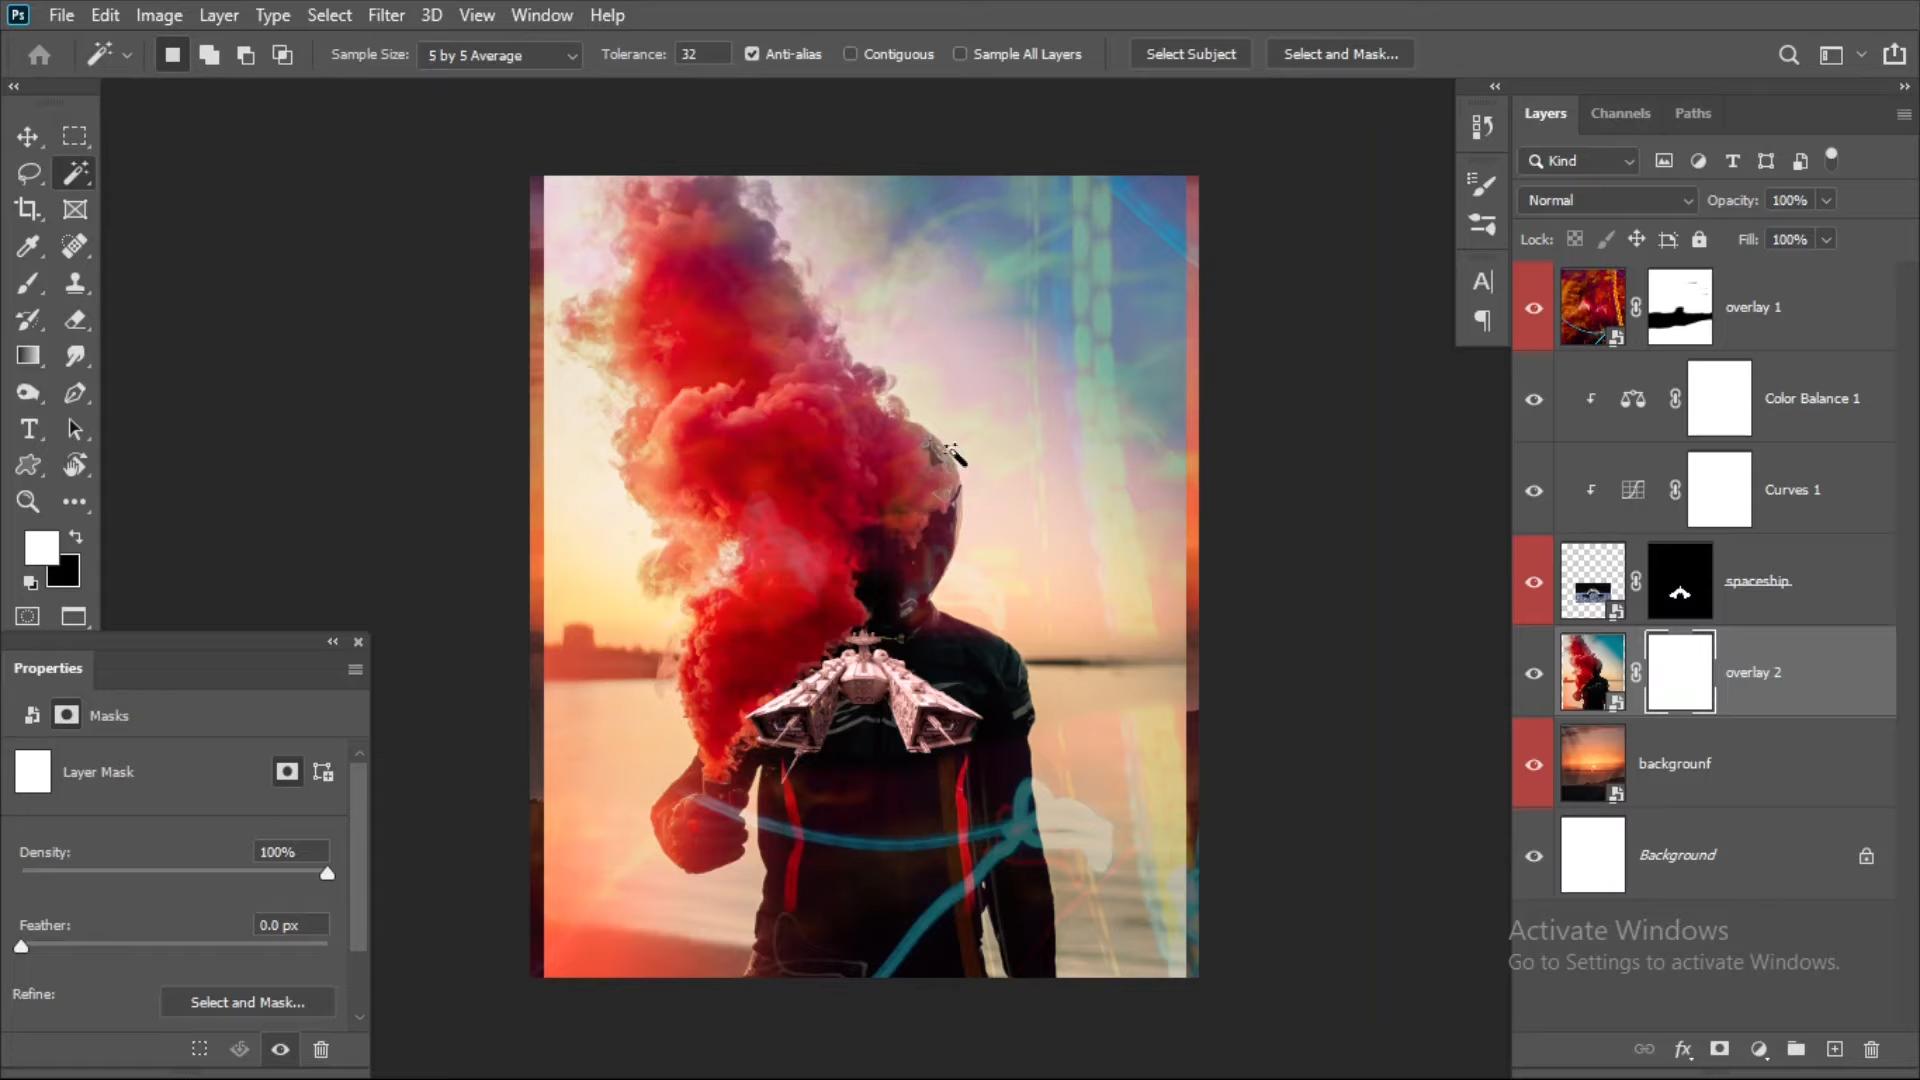 Ps File Edit Image Layer Type Select Filter 3D View Window Help
Sample Size: 5 by 5 Average Tolerance: 32 Anti-alias Contiguous Sample All Layers Select Subject Select and Mask...
Layers Channels Paths
Kind
Normal Opacity: 100%
Lock: Fill: 100%
overlay 1
Color Balance 1
Curves 1
spaceship
overlay 2
backgrounf
Background
Properties
Masks
Layer Mask
Density: 100%
Feather: 0.0 px
Refine:
Select and Mask...
Activate Windows
Go to Settings to activate Windows.